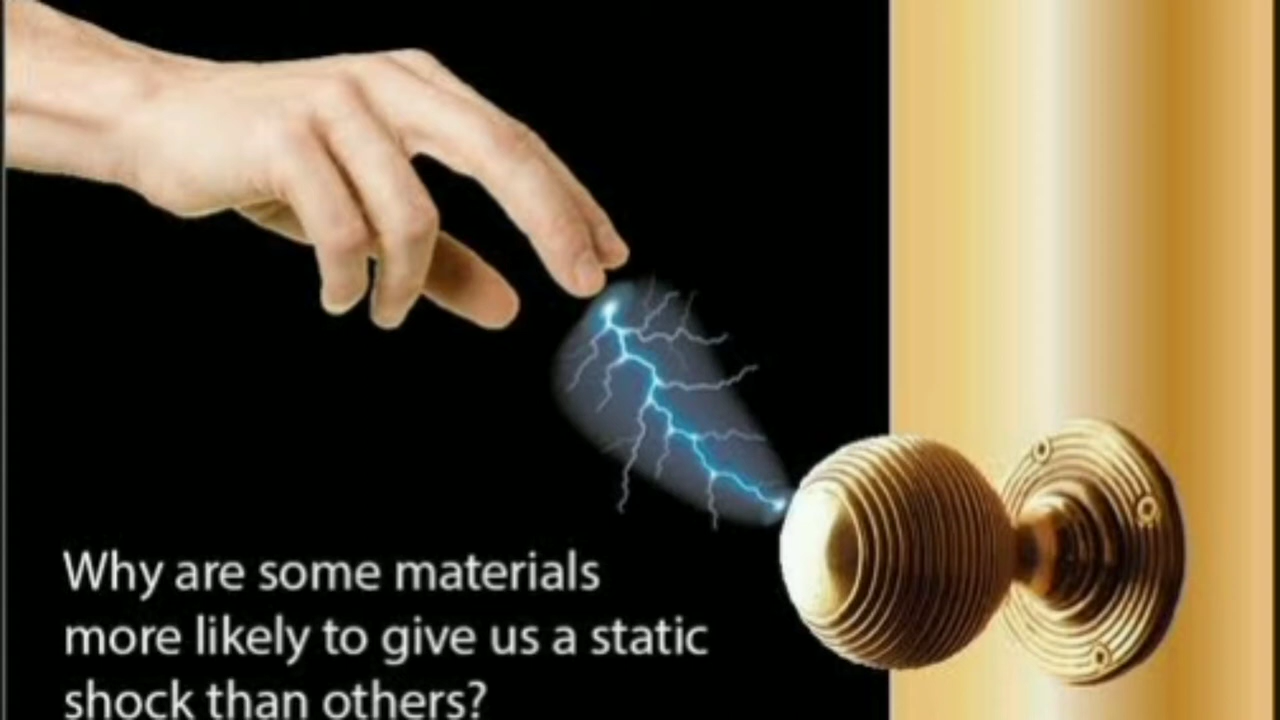 Why are some materials
more likely to give us a static
shock than others?